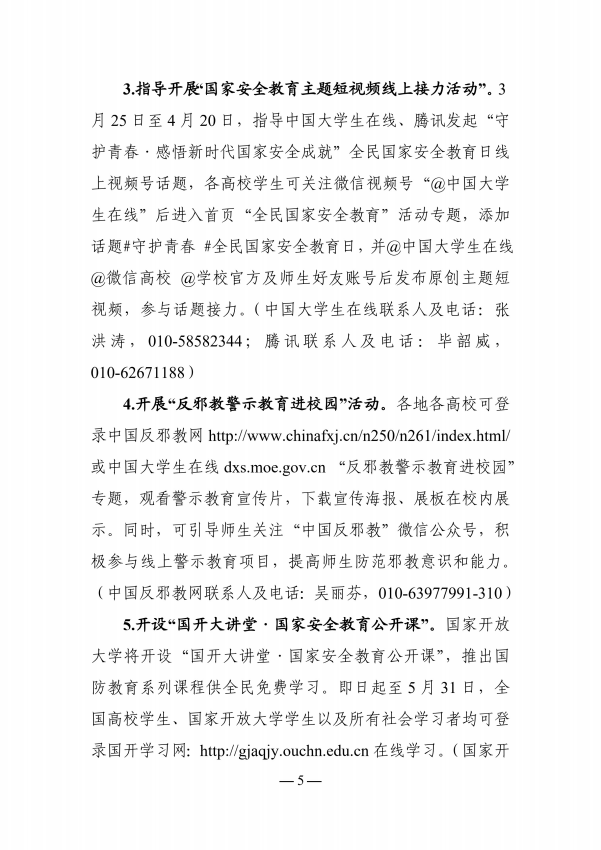 3.指导开展“国家安全教育主题短视频线上接力活动”。3
月 25 日至 4 月 20 日，指导中国大学生在线、腾讯发起“守
护青春·感悟新时代国家安全成就”全民国家安全教育日线
上视频号话题，各高校学生可关注微信视频号“@中国大学
生在线”后进入首页“全民国家安全教育”活动专题，添加
话题#守护青春 #全民国家安全教育日，并@中国大学生在线
@微信高校 @学校官方及师生好友账号后发布原创主题短
视频，参与话题接力。（中国大学生在线联系人及电话：张
洪涛，010-58582344；腾讯联系人及电话：毕韶威，
010-62671188）
4.开展“反邪教警示教育进校园”活动。各地各高校可登
录中国反邪教网 http://www.chinafxj.cn/n250/n261/index.html/
或中国大学生在线 dxs.moe.gov.cn “反邪教警示教育进校园”
专题，观看警示教育宣传片，下载宣传海报、展板在校内展
示。同时，可引导师生关注“中国反邪教”微信公众号，积
极参与线上警示教育项目，提高师生防范邪教意识和能力。
（中国反邪教网联系人及电话：吴丽芬，010-63977991-310）
5.开设“国开大讲堂·国家安全教育公开课”。国家开放
大学将开设“国开大讲堂·国家安全教育公开课”，推出国
防教育系列课程供全民免费学习。即日起至 5 月 31 日，全
国高校学生、国家开放大学学生以及所有社会学习者均可登
录国开学习网：http://gjaqjy.ouchn.edu.cn 在线学习。（国家开
— 5 —